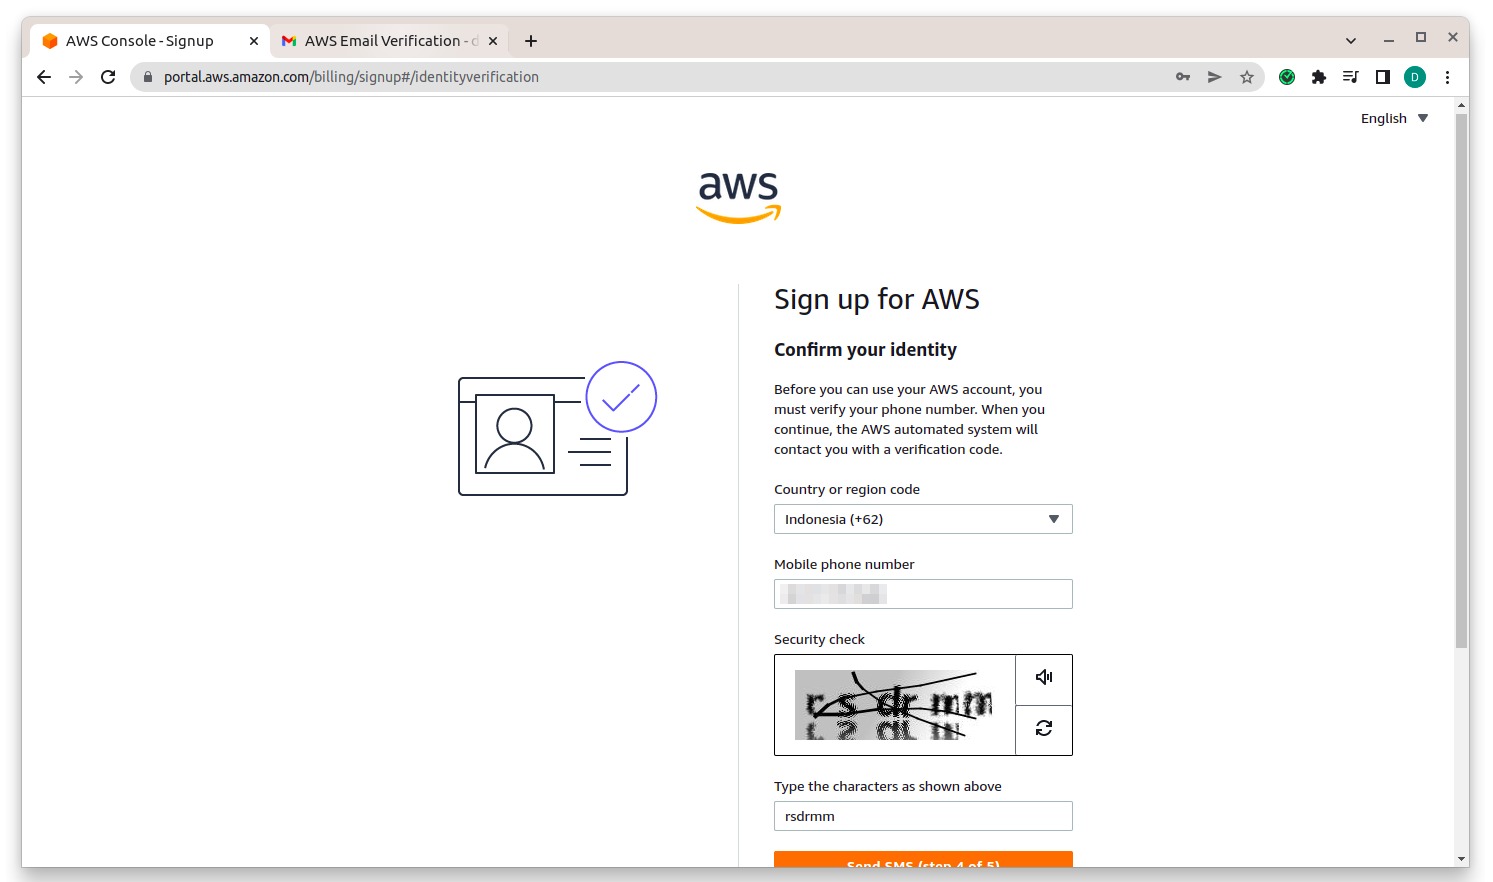 AWS Console - Signup
AWS Email Verification - d
portal.aws.amazon.com/billing/signup#/identityverification
D
English
aws
Sign up for AWS
Confirm your identity
Before you can use your AWS account, you
must verify your phone number. When you
continue, the AWS automated system will
contact you with a verification code.
Country or region code
Indonesia (+62)
Mobile phone number
Security check
rsdrmm
Type the characters as shown above
rsdrmm
Send SMS (step 4 of 5)